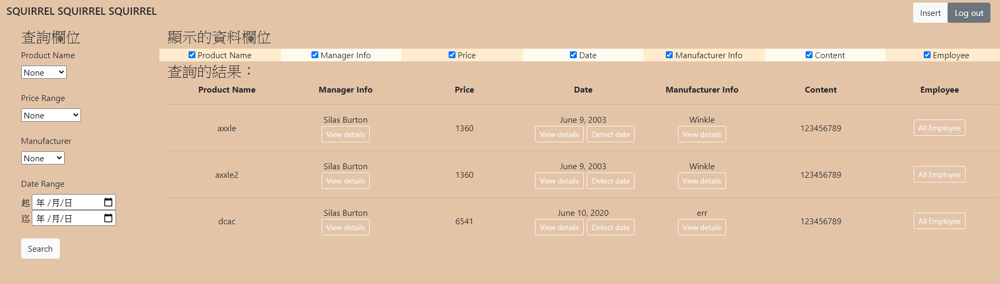 SQUIRREL SQUIRREL SQUIRREL
Insert Log out
查詢欄位
Product Name
None
Price Range
None
Manufacturer
None
Date Range
起 年 /月/日
迄 年 /月/日
Search
顯示的資料欄位
Product Name Manager Info Price Date Manufacturer Info Content Employee
查詢的結果：
Product Name Manager Info Price Date Manufacturer Info Content Employee
axxle Silas Burton View details 1360 June 9, 2003 View details Detect date Winkle View details 123456789 All Employee
axxle2 Silas Burton View details 1360 June 9, 2003 View details Detect date Winkle View details 123456789 All Employee
dcac Silas Burton View details 6541 June 10, 2020 View details Detect date err View details 123456789 All Employee